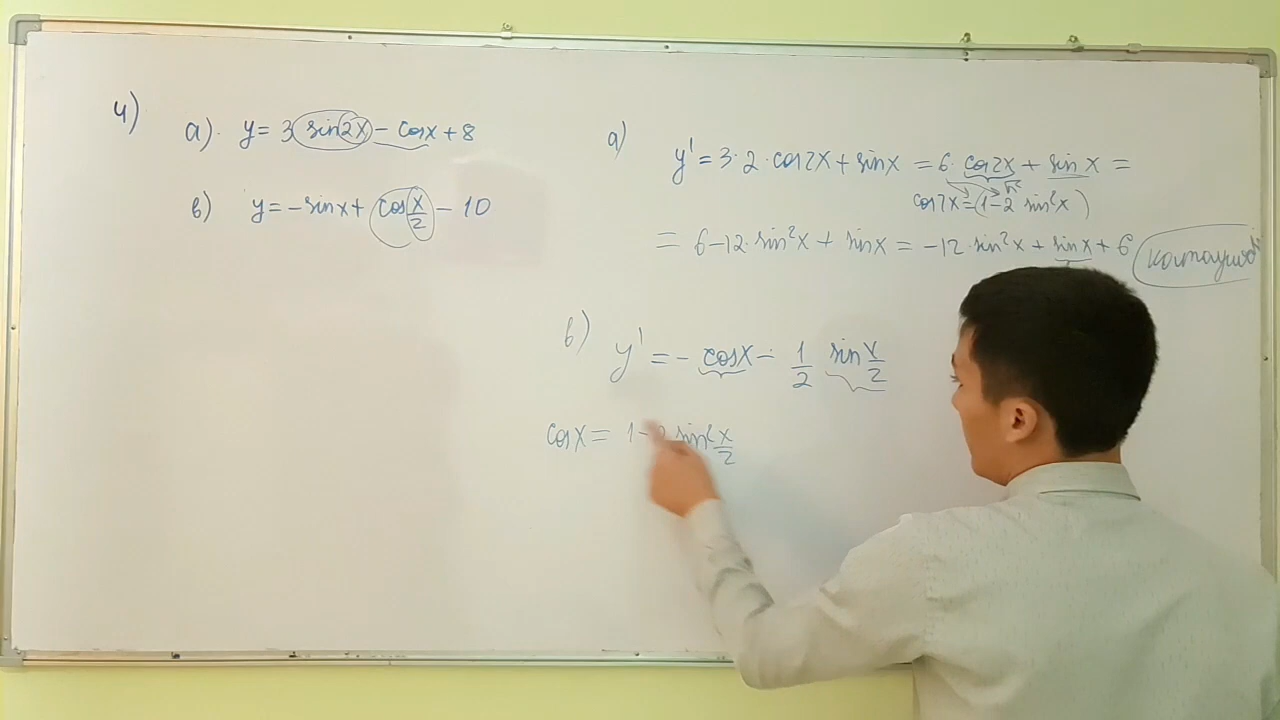 4)
a). y = 3 sin2x − cosx + 8
в) y = −sinx + cos x/2 − 10
a) y' = 3·2·cos2x + sinx = 6·cos2x + sin x =
cos2x = (1−2 sin²x)
= 6−12·sin²x + sinx = −12·sin²x + sinx + 6
в) y' = − cosx − 1/2 sin x/2
cosx = 1−2 sin² x/2